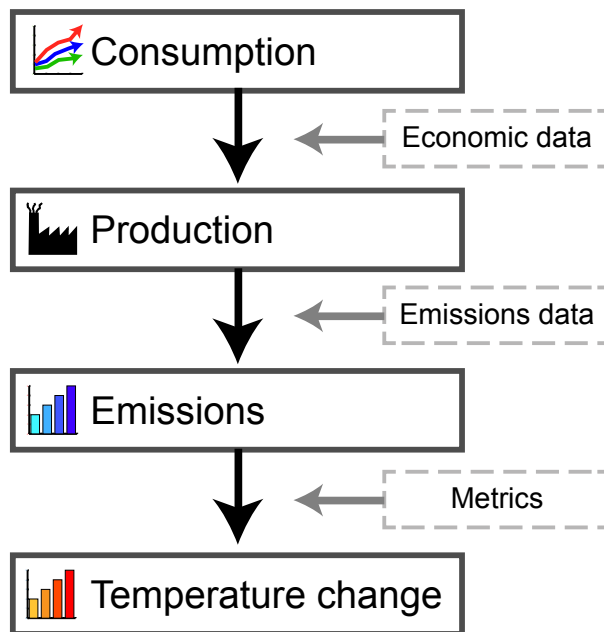 Consumption
Economic data
Production
Emissions data
Emissions
Metrics
Temperature change